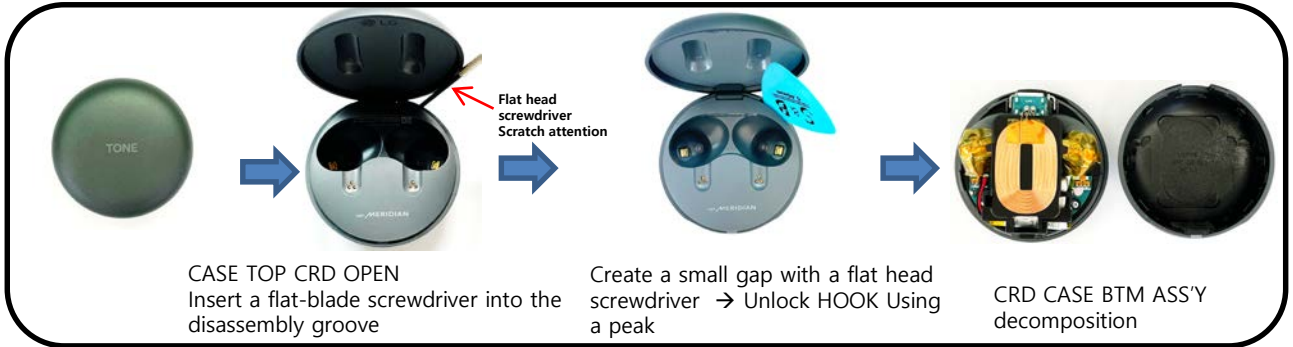 TONE
LG
Flat head
screwdriver
Scratch attention
MERIDIAN
MERIDIAN
CASE TOP CRD OPEN
Insert a flat-blade screwdriver into the
disassembly groove
Create a small gap with a flat head
screwdriver → Unlock HOOK Using
a peak
CRD CASE BTM ASS'Y
decomposition